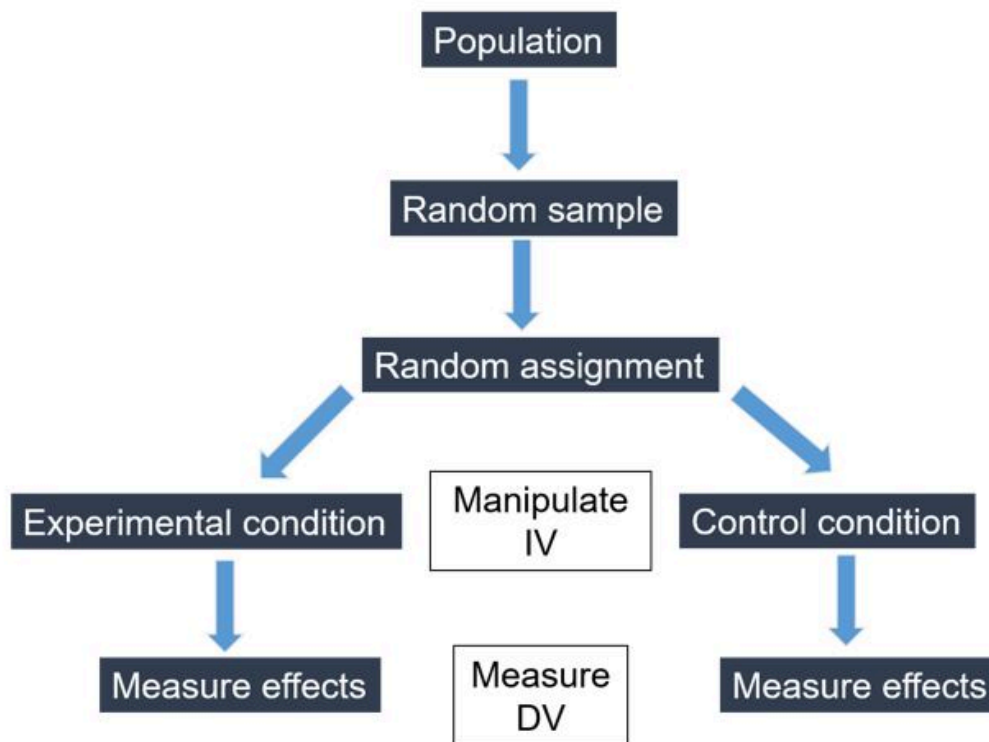 Population
Random sample
Random assignment
Experimental condition
Manipulate
IV
Control condition
Measure effects
Measure
DV
Measure effects